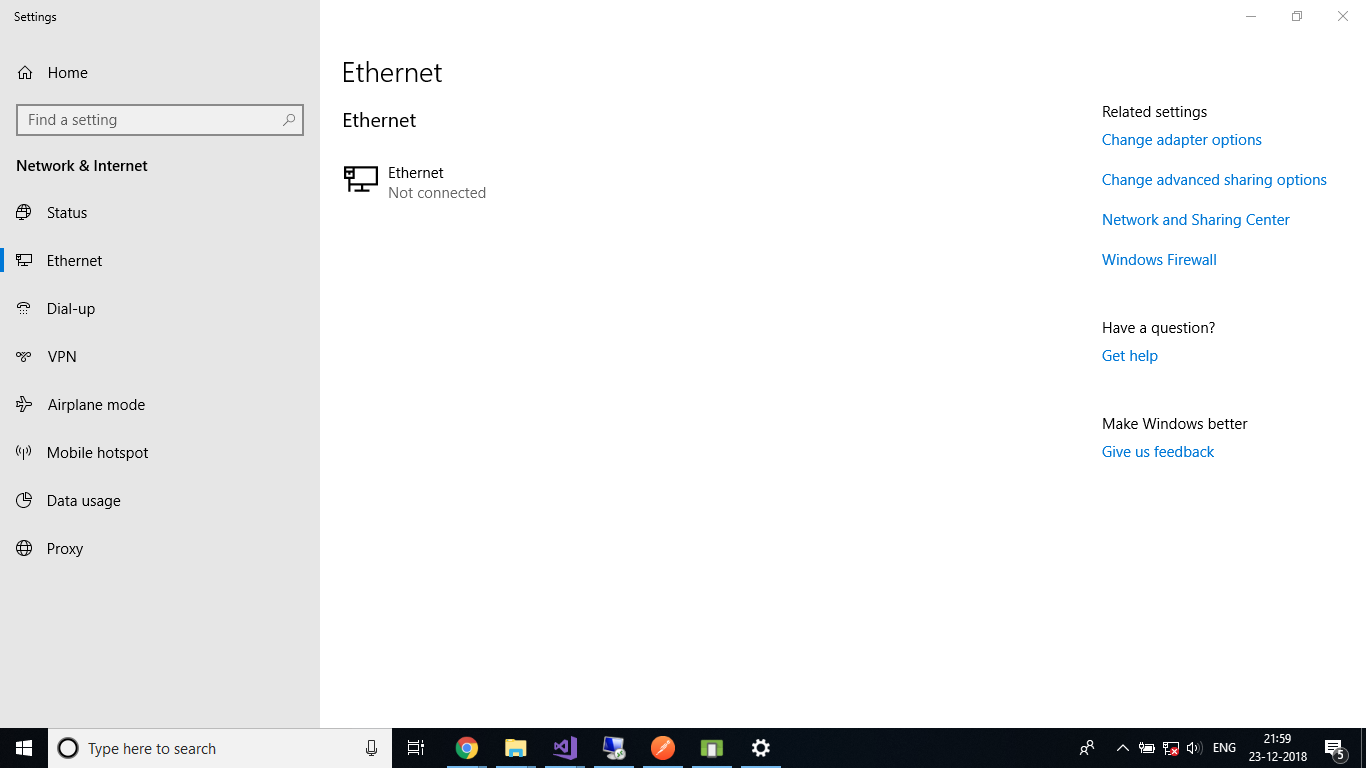 Settings
Home
Find a setting
Network & Internet
Status
Ethernet
Dial-up
VPN
Airplane mode
Mobile hotspot
Data usage
Proxy
Ethernet
Ethernet
Ethernet
Not connected
Related settings
Change adapter options
Change advanced sharing options
Network and Sharing Center
Windows Firewall
Have a question?
Get help
Make Windows better
Give us feedback
Type here to search
ENG
21:59
23-12-2018
5